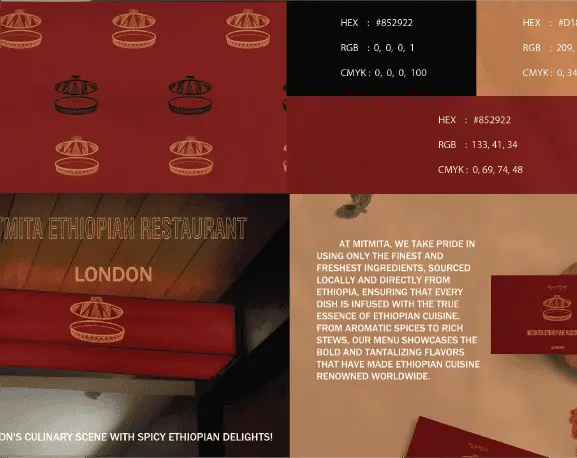 HEX : #852922
RGB : 0, 0, 0, 1
CMYK : 0, 0, 0, 100
HEX : #D18
RGB : 209,
CMYK : 0, 34
HEX : #852922
RGB : 133, 41, 34
CMYK : 0, 69, 74, 48
TMITA ETHIOPIAN RESTAURANT
LONDON
ON'S CULINARY SCENE WITH SPICY ETHIOPIAN DELIGHTS!
AT MITMITA, WE TAKE PRIDE IN
USING ONLY THE FINEST AND
FRESHEST INGREDIENTS, SOURCED
LOCALLY AND DIRECTLY FROM
ETHIOPIA, ENSURING THAT EVERY
DISH IS INFUSED WITH THE TRUE
ESSENCE OF ETHIOPIAN CUISINE.
FROM AROMATIC SPICES TO RICH
STEWS, OUR MENU SHOWCASES THE
BOLD AND TANTALIZING FLAVORS
THAT HAVE MADE ETHIOPIAN CUISINE
RENOWNED WORLDWIDE.
MITMITA ETHIOPIAN